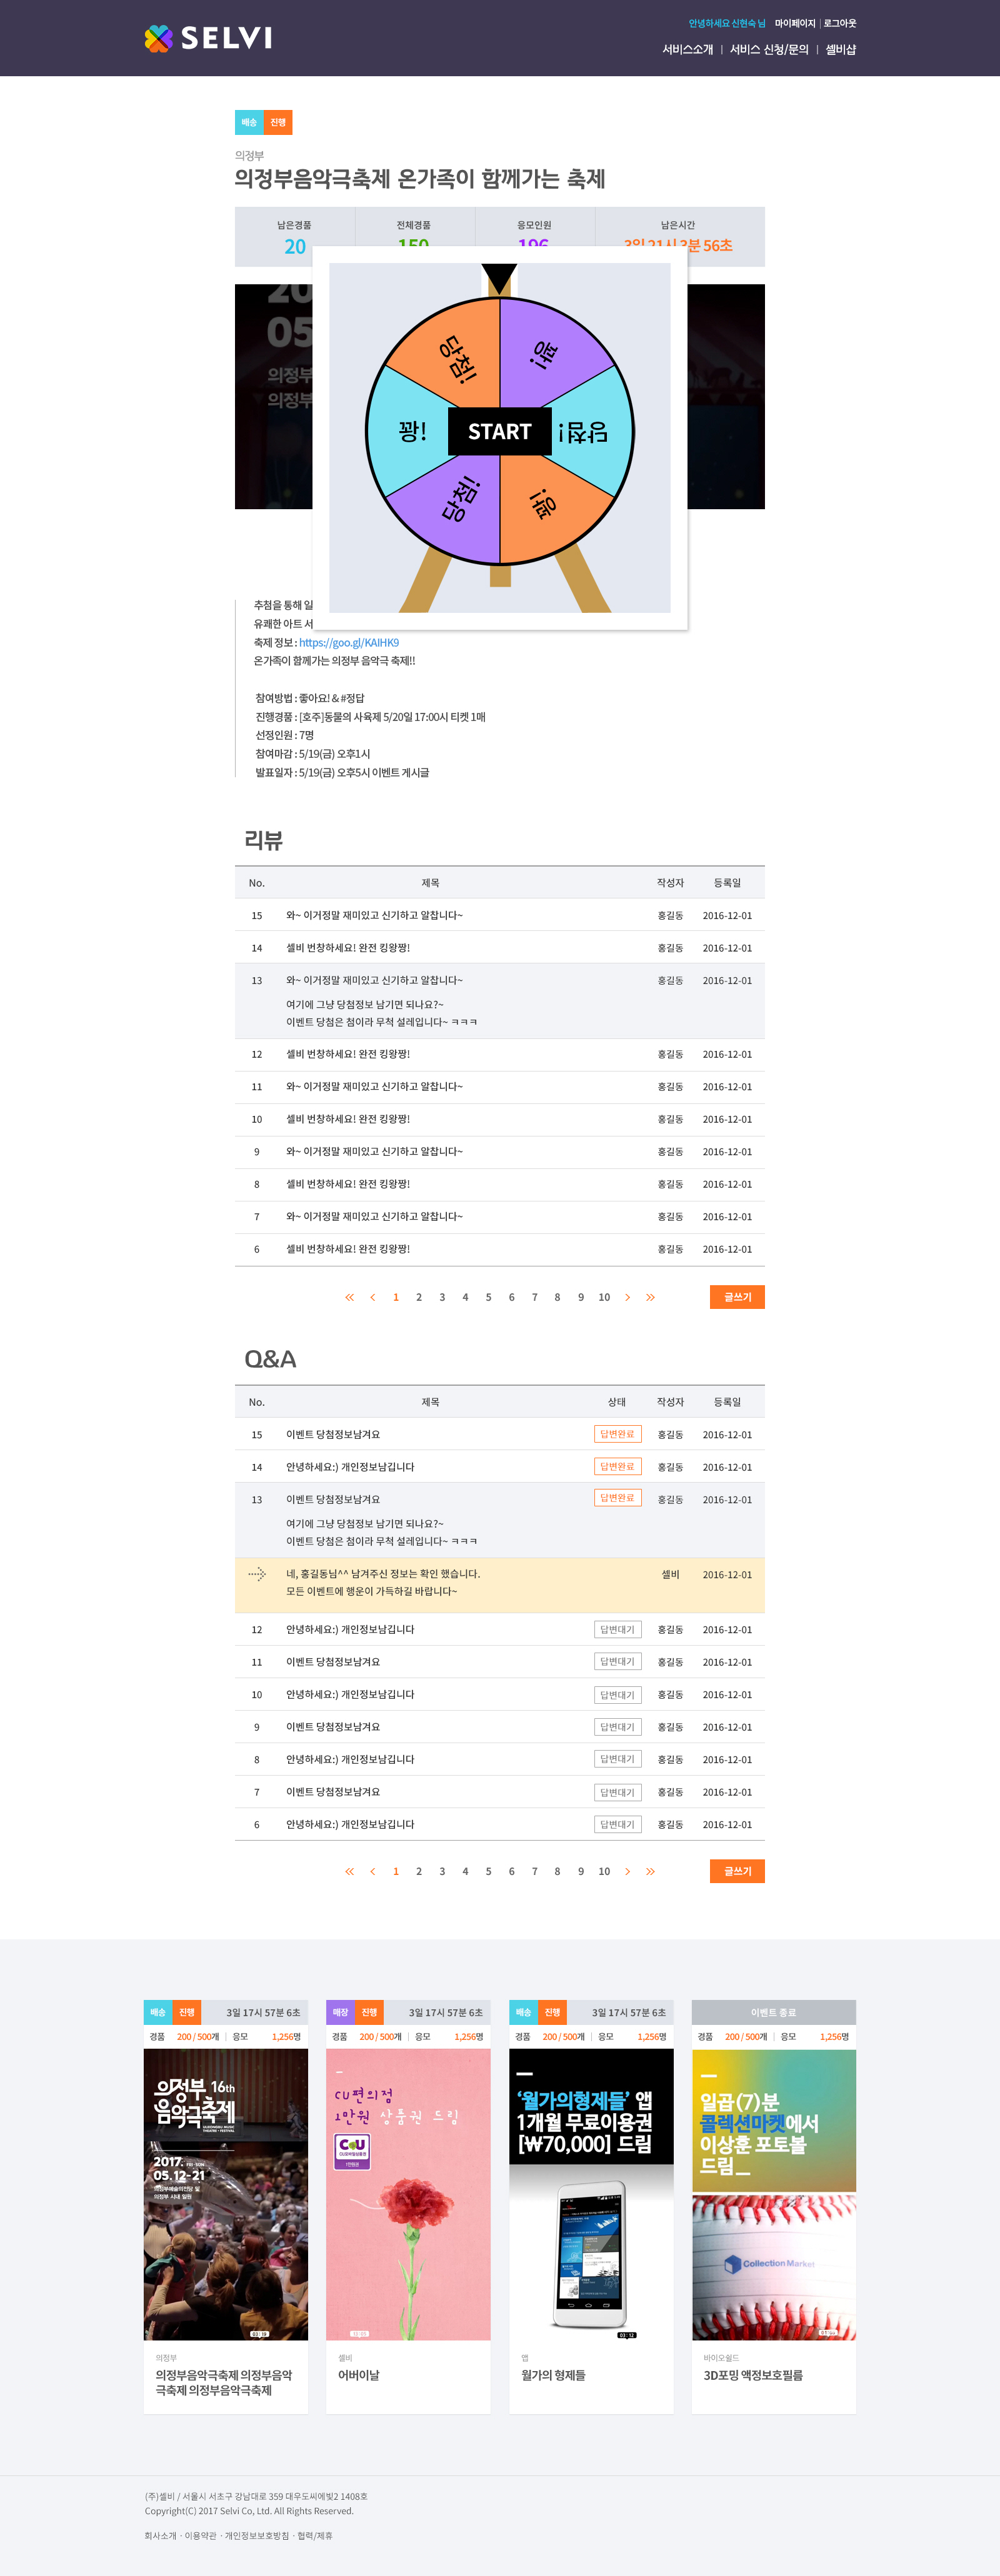 SELVI
안녕하세요 신현숙 님 마이페이지 | 로그아웃
서비스소개 | 서비스 신청/문의 | 셀비샵
배송 진행
의정부
의정부음악극축제 온가족이 함께가는 축제
남은경품 전체경품 응모인원 남은시간
20 150 196 3일 21시 3분 56초
20
05
의정부
의정부
당첨!
꽝!
꽝!
START
당첨!
당첨!
꽝!
추첨을 통해 일
유쾌한 아트 서
축제 정보 : https://goo.gl/KAIHK9
온가족이 함께가는 의정부 음악극 축제!!
참여방법 : 좋아요! & #정답
진행경품 : [호주]동물의 사육제 5/20일 17:00시 티켓 1매
선정인원 : 7명
참여마감 : 5/19(금) 오후1시
발표일자 : 5/19(금) 오후5시 이벤트 게시글
리뷰
No. 제목 작성자 등록일
15 와~ 이거정말 재미있고 신기하고 알찹니다~ 홍길동 2016-12-01
14 셀비 번창하세요! 완전 킹왕짱! 홍길동 2016-12-01
13 와~ 이거정말 재미있고 신기하고 알찹니다~ 홍길동 2016-12-01
여기에 그냥 당첨정보 남기면 되나요?~
이벤트 당첨은 첨이라 무척 설레입니다~ ㅋㅋㅋ
12 셀비 번창하세요! 완전 킹왕짱! 홍길동 2016-12-01
11 와~ 이거정말 재미있고 신기하고 알찹니다~ 홍길동 2016-12-01
10 셀비 번창하세요! 완전 킹왕짱! 홍길동 2016-12-01
9 와~ 이거정말 재미있고 신기하고 알찹니다~ 홍길동 2016-12-01
8 셀비 번창하세요! 완전 킹왕짱! 홍길동 2016-12-01
7 와~ 이거정말 재미있고 신기하고 알찹니다~ 홍길동 2016-12-01
6 셀비 번창하세요! 완전 킹왕짱! 홍길동 2016-12-01
1 2 3 4 5 6 7 8 9 10 글쓰기
Q&A
No. 제목 상태 작성자 등록일
15 이벤트 당첨정보남겨요 답변완료 홍길동 2016-12-01
14 안녕하세요:) 개인정보남깁니다 답변완료 홍길동 2016-12-01
13 이벤트 당첨정보남겨요 답변완료 홍길동 2016-12-01
여기에 그냥 당첨정보 남기면 되나요?~
이벤트 당첨은 첨이라 무척 설레입니다~ ㅋㅋㅋ
네, 홍길동님^^ 남겨주신 정보는 확인 했습니다. 셀비 2016-12-01
모든 이벤트에 행운이 가득하길 바랍니다~
12 안녕하세요:) 개인정보남깁니다 답변대기 홍길동 2016-12-01
11 이벤트 당첨정보남겨요 답변대기 홍길동 2016-12-01
10 안녕하세요:) 개인정보남깁니다 답변대기 홍길동 2016-12-01
9 이벤트 당첨정보남겨요 답변대기 홍길동 2016-12-01
8 안녕하세요:) 개인정보남깁니다 답변대기 홍길동 2016-12-01
7 이벤트 당첨정보남겨요 답변대기 홍길동 2016-12-01
6 안녕하세요:) 개인정보남깁니다 답변대기 홍길동 2016-12-01
1 2 3 4 5 6 7 8 9 10 글쓰기
배송 진행 3일 17시 57분 6초
경품 200 / 500개 | 응모 1,256명
의정부 16th
음악극축제
2017. FRI-SUN
05.12-21
의정부예술의전당 및
의정부 시내 일원
의정부
의정부음악극축제 의정부음악
극축제 의정부음악극축제
매장 진행 3일 17시 57분 6초
경품 200 / 500개 | 응모 1,256명
CU편의점
1만원 상품권 드림
CU
CU모바일상품권
1만원권
셀비
어버이날
배송 진행 3일 17시 57분 6초
경품 200 / 500개 | 응모 1,256명
‘월가의형제들’ 앱
1개월 무료이용권
[₩70,000] 드림
앱
월가의 형제들
이벤트 종료
경품 200 / 500개 | 응모 1,256명
일곱(7)분
콜렉션마켓에서
이상훈 포토볼
드림_
Collection Market
바이오쉴드
3D포밍 액정보호필름
(주)셀비 / 서울시 서초구 강남대로 359 대우도씨에빛2 1408호
Copyright(C) 2017 Selvi Co, Ltd. All Rights Reserved.
회사소개 · 이용약관 · 개인정보보호방침 · 협력/제휴